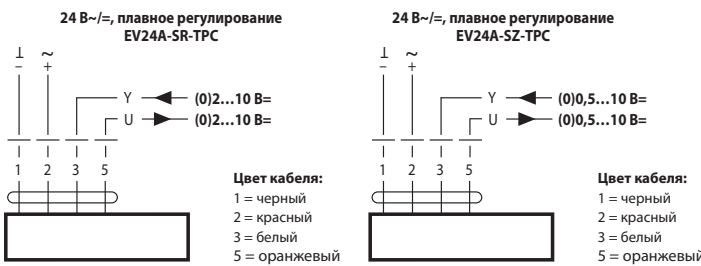 24 В~/=, плавное регулирование
EV24A-SR-TPC
⊥ ~
– +
Y (0)2…10 В=
U (0)2…10 В=
1 2 3 5
Цвет кабеля:
1 = черный
2 = красный
3 = белый
5 = оранжевый
24 В~/=, плавное регулирование
EV24A-SZ-TPC
⊥ ~
– +
Y (0)0,5…10 В=
U (0)0,5…10 В=
1 2 3 5
Цвет кабеля:
1 = черный
2 = красный
3 = белый
5 = оранжевый